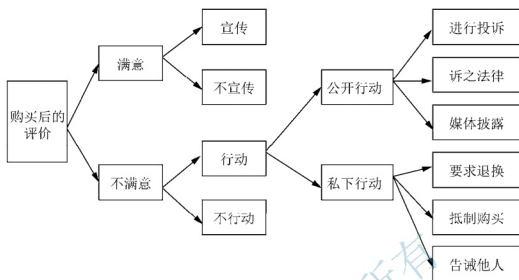 购买后的
评价
满意
不满意
宣传
不宣传
行动
不行动
公开行动
私下行动
进行投诉
诉之法律
媒体披露
要求退换
抵制购买
告诫他人
所有